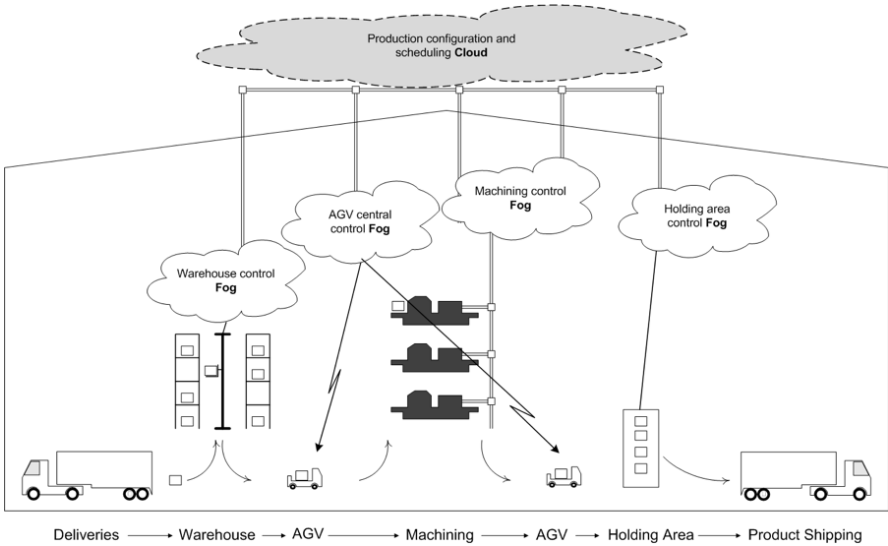 Production configuration and
scheduling Cloud
Machining control
Fog
AGV central
control Fog
Holding area
control Fog
Warehouse control
Fog
Deliveries Warehouse AGV Machining AGV Holding Area Product Shipping